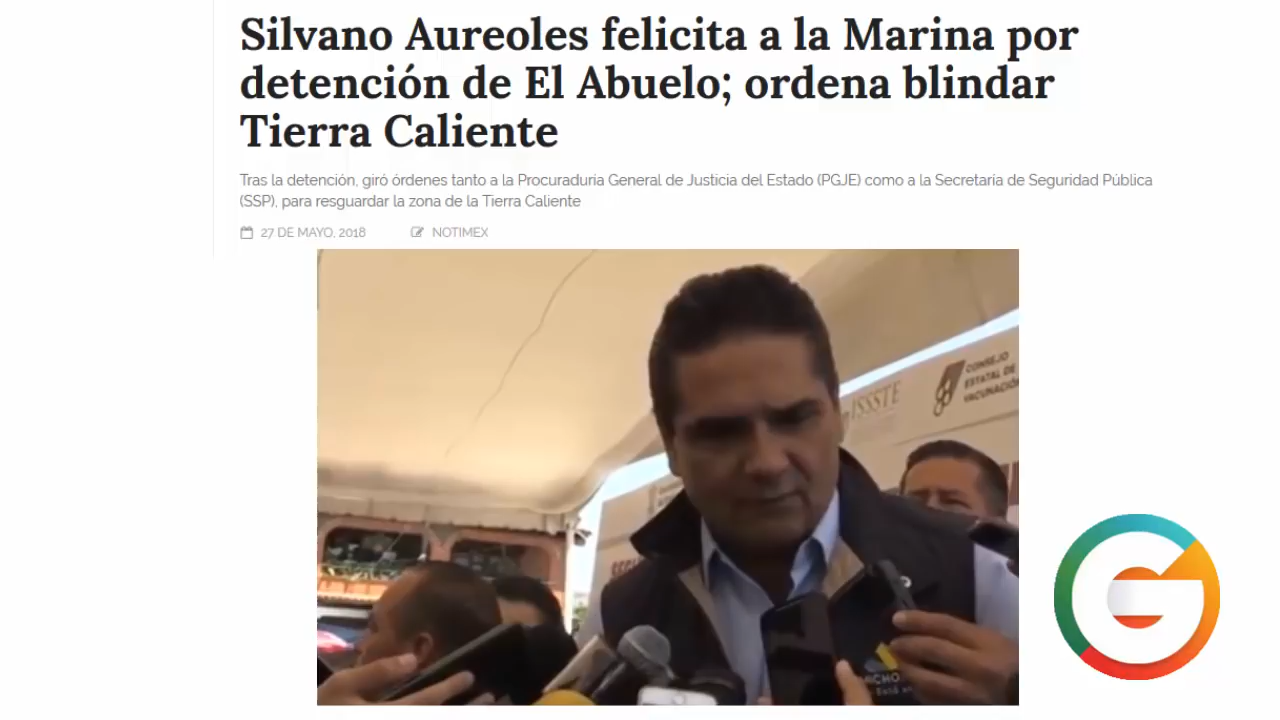 Silvano Aureoles felicita a la Marina por
detención de El Abuelo; ordena blindar
Tierra Caliente
Tras la detención, giró órdenes tanto a la Procuraduría General de Justicia del Estado (PGJE) como a la Secretaría de Seguridad Pública
(SSP), para resguardar la zona de la Tierra Caliente
27 DE MAYO, 2018 NOTIMEX
ISSSTE
CONSEJO
ESTATAL DE
VACUNACIÓN
G